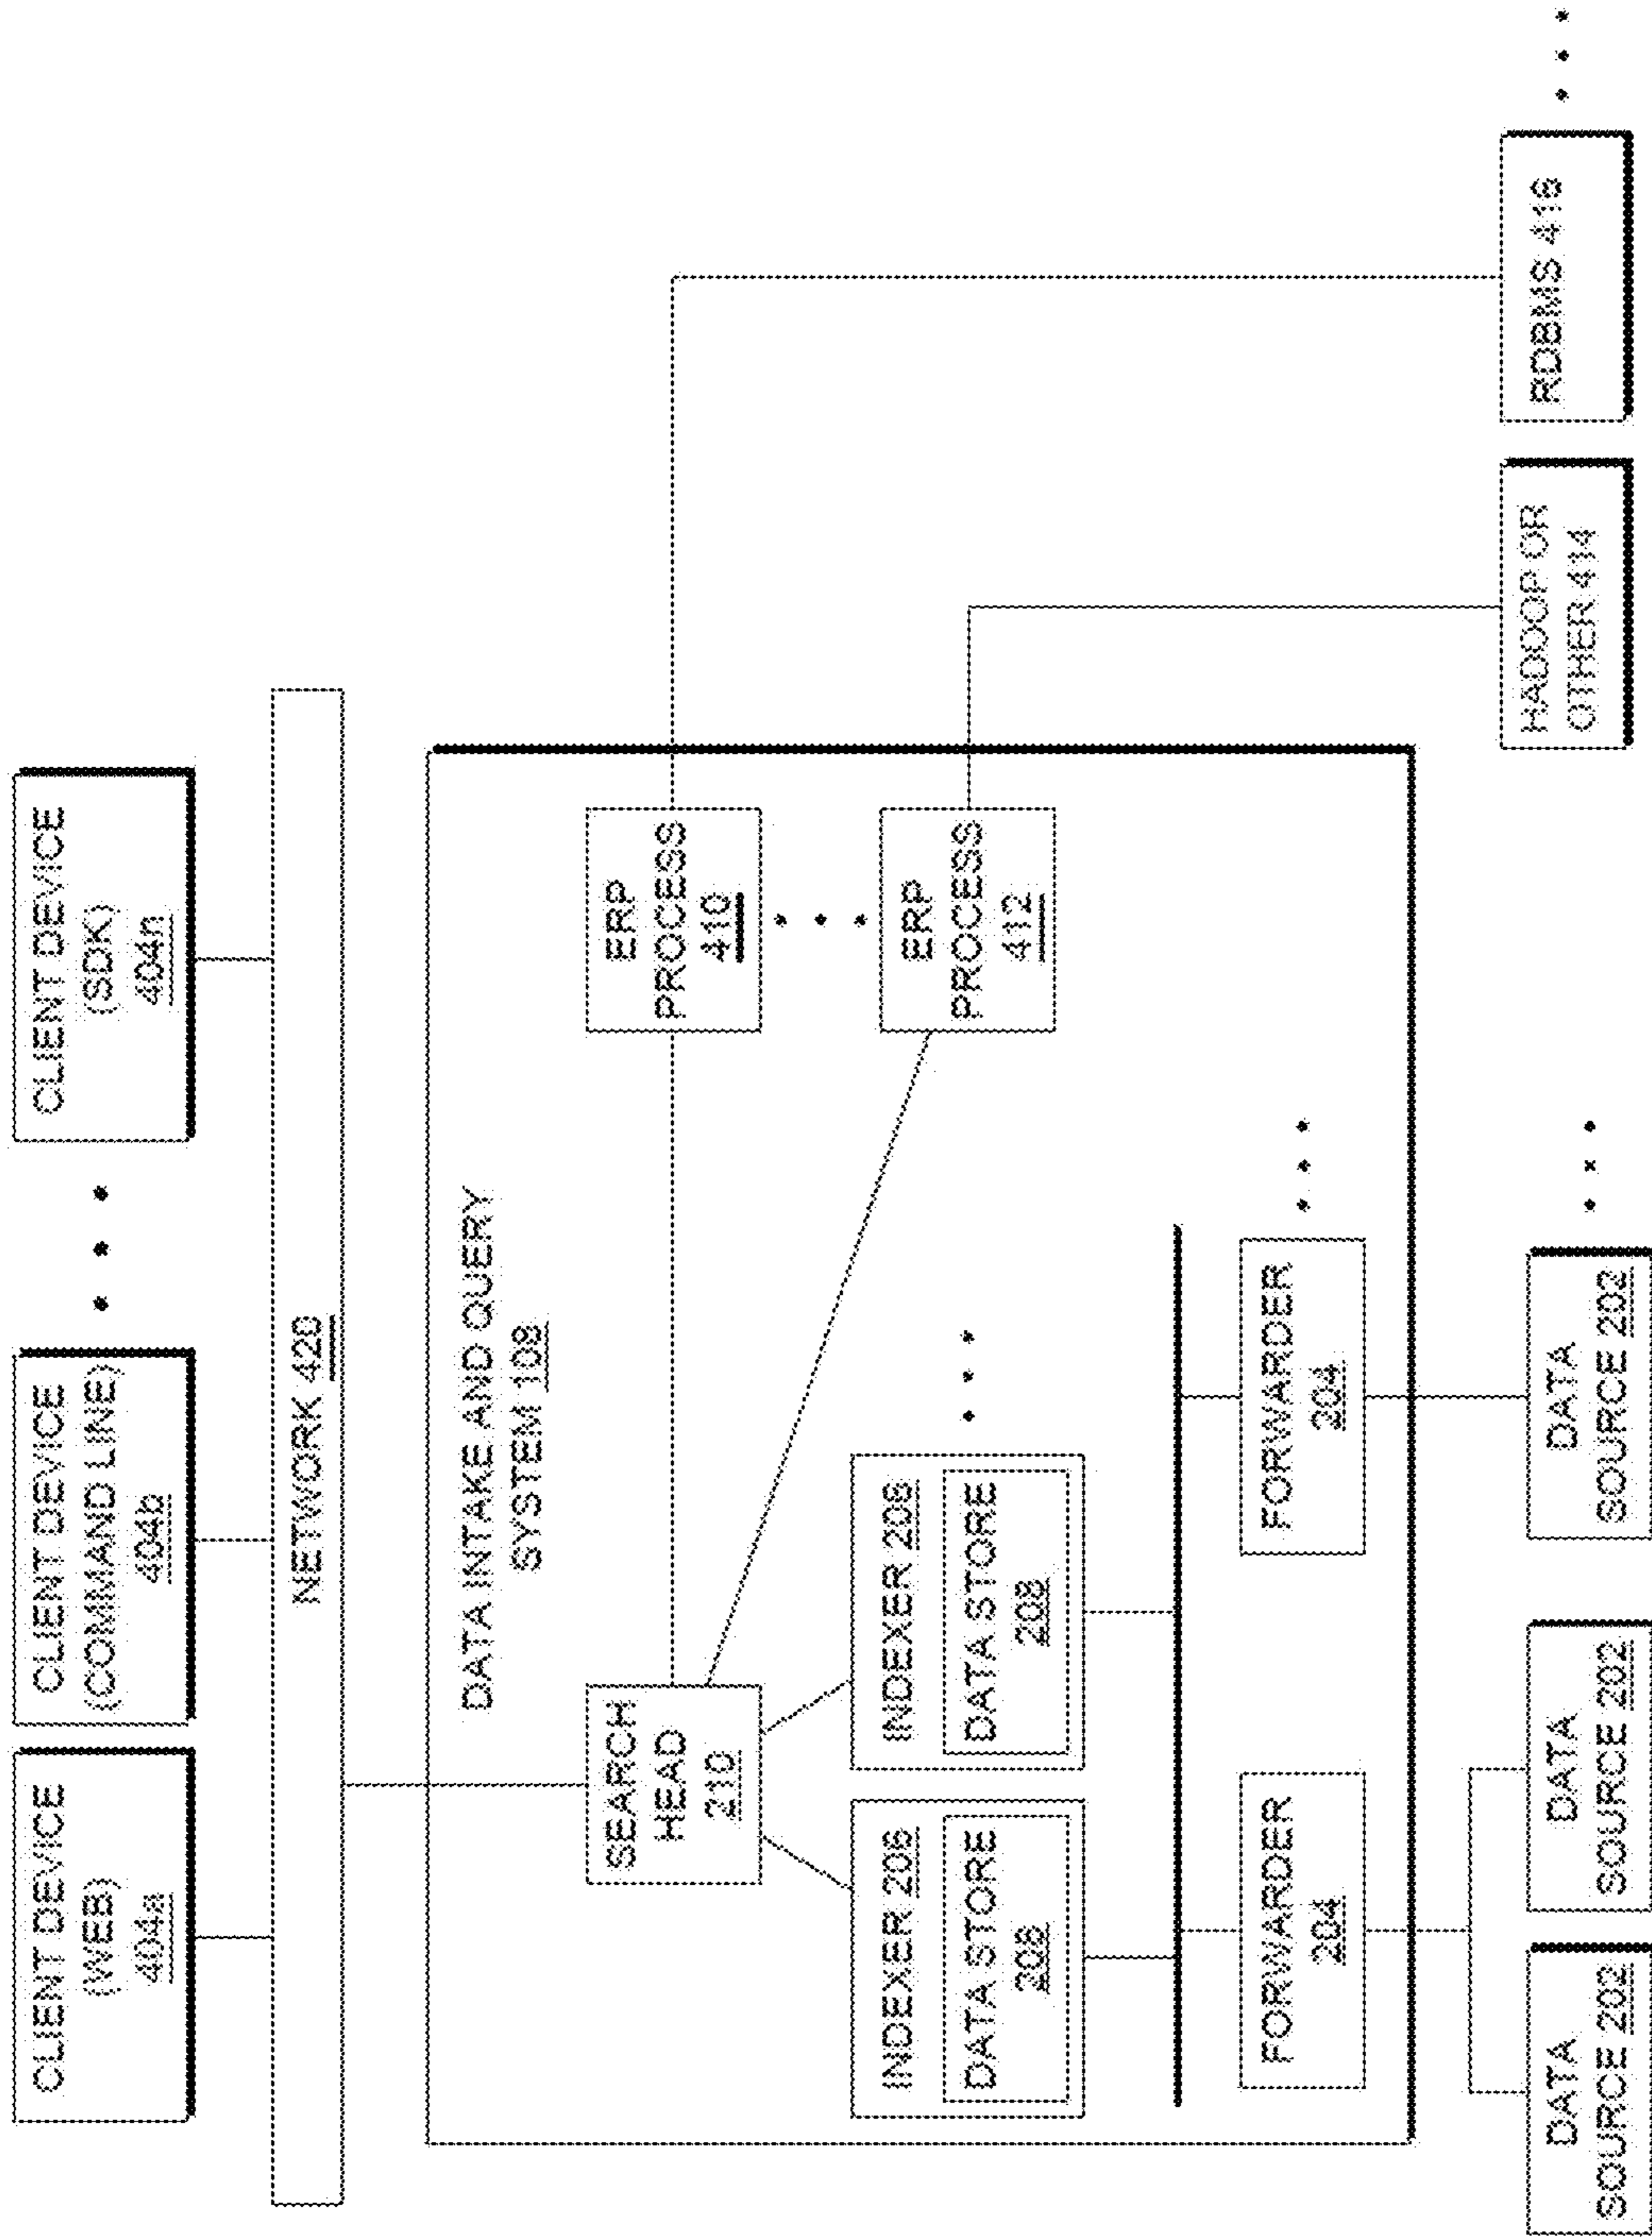 CLIENT DEVICE
(WEB)
404a
CLIENT DEVICE
(COMMAND LINE)
404b
CLIENT DEVICE
(SDK)
404n
NETWORK 420
DATA INTAKE AND QUERY
SYSTEM 108
SEARCH
HEAD
210
ERP
PROCESS
410
ERP
PROCESS
412
INDEXER 206
DATA STORE
208
INDEXER 206
DATA STORE
208
FORWARDER
204
FORWARDER
204
DATA
SOURCE 202
DATA
SOURCE 202
DATA
SOURCE 202
HADOOP OR
OTHER 414
RDBMS 416